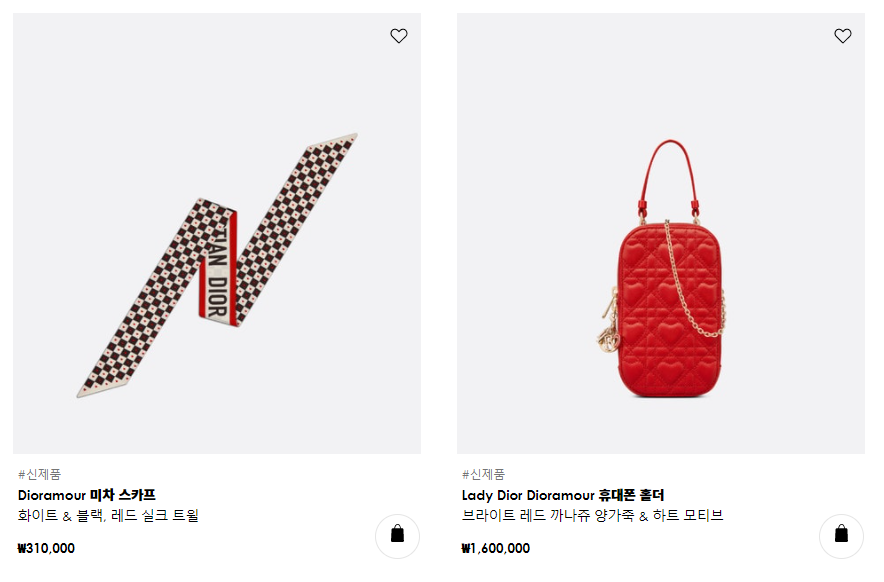 TIAN DIOR
#신제품
Dioramour 미차 스카프
화이트 & 블랙, 레드 실크 트윌
₩310,000
#신제품
Lady Dior Dioramour 휴대폰 홀더
브라이트 레드 까나쥬 양가죽 & 하트 모티브
₩1,600,000